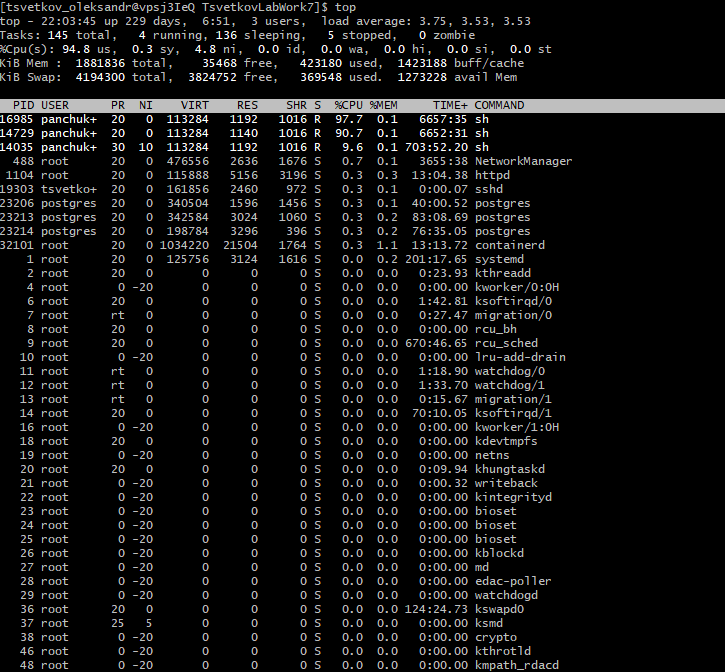 [tsvetkov_oleksandr@vpsj3IeQ TsvetkovLabWork7]$ top
top - 22:03:45 up 229 days,  6:51,  3 users,  load average: 3.75, 3.53, 3.53
Tasks: 145 total,   4 running, 136 sleeping,   5 stopped,   0 zombie
%Cpu(s): 94.8 us,  0.3 sy,  4.8 ni,  0.0 id,  0.0 wa,  0.0 hi,  0.0 si,  0.0 st
KiB Mem :  1881836 total,    35468 free,   423180 used,  1423188 buff/cache
KiB Swap:  4194300 total,  3824752 free,   369548 used.  1273228 avail Mem
PID USER      PR  NI    VIRT    RES    SHR S  %CPU %MEM     TIME+ COMMAND
16985 panchuk+  20   0  113284   1192   1016 R  97.7  0.1   6657:35 sh
14729 panchuk+  20   0  113284   1140   1016 R  90.7  0.1   6652:31 sh
14035 panchuk+  30  10  113284   1192   1016 R   9.6  0.1 703:52.20 sh
488 root      20   0  476556   2636   1676 S   0.7  0.1   3655:38 NetworkManager
1104 root      20   0  115888   5156   3196 S   0.3  0.3  13:04.38 httpd
19303 tsvetko+  20   0  161856   2460    972 S   0.3  0.1   0:00.07 sshd
23206 postgres  20   0  340504   1596   1456 S   0.3  0.1  40:00.52 postgres
23213 postgres  20   0  342584   3024   1060 S   0.3  0.2  83:08.69 postgres
23214 postgres  20   0  198784   3296    396 S   0.3  0.2  76:35.05 postgres
32101 root      20   0 1034220  21504   1764 S   0.3  1.1  13:13.72 containerd
1 root      20   0  125756   3124   1616 S   0.0  0.2 201:17.65 systemd
2 root      20   0       0      0      0 S   0.0  0.0   0:23.93 kthreadd
4 root       0 -20       0      0      0 S   0.0  0.0   0:00.00 kworker/0:0H
6 root      20   0       0      0      0 S   0.0  0.0   1:42.81 ksoftirqd/0
7 root      rt   0       0      0      0 S   0.0  0.0   0:27.47 migration/0
8 root      20   0       0      0      0 S   0.0  0.0   0:00.00 rcu_bh
9 root      20   0       0      0      0 S   0.0  0.0 670:46.65 rcu_sched
10 root       0 -20       0      0      0 S   0.0  0.0   0:00.00 lru-add-drain
11 root      rt   0       0      0      0 S   0.0  0.0   1:18.90 watchdog/0
12 root      rt   0       0      0      0 S   0.0  0.0   1:33.70 watchdog/1
13 root      rt   0       0      0      0 S   0.0  0.0   0:15.67 migration/1
14 root      20   0       0      0      0 S   0.0  0.0  70:10.05 ksoftirqd/1
16 root       0 -20       0      0      0 S   0.0  0.0   0:00.00 kworker/1:0H
18 root      20   0       0      0      0 S   0.0  0.0   0:00.00 kdevtmpfs
19 root       0 -20       0      0      0 S   0.0  0.0   0:00.00 netns
20 root      20   0       0      0      0 S   0.0  0.0   0:09.94 khungtaskd
21 root       0 -20       0      0      0 S   0.0  0.0   0:00.32 writeback
22 root       0 -20       0      0      0 S   0.0  0.0   0:00.00 kintegrityd
23 root       0 -20       0      0      0 S   0.0  0.0   0:00.00 bioset
24 root       0 -20       0      0      0 S   0.0  0.0   0:00.00 bioset
25 root       0 -20       0      0      0 S   0.0  0.0   0:00.00 bioset
26 root       0 -20       0      0      0 S   0.0  0.0   0:00.00 kblockd
27 root       0 -20       0      0      0 S   0.0  0.0   0:00.00 md
28 root       0 -20       0      0      0 S   0.0  0.0   0:00.00 edac-poller
29 root       0 -20       0      0      0 S   0.0  0.0   0:00.00 watchdogd
36 root      20   0       0      0      0 S   0.0  0.0 124:24.73 kswapd0
37 root      25   5       0      0      0 S   0.0  0.0   0:00.00 ksmd
38 root       0 -20       0      0      0 S   0.0  0.0   0:00.00 crypto
46 root       0 -20       0      0      0 S   0.0  0.0   0:00.00 kthrotld
48 root       0 -20       0      0      0 S   0.0  0.0   0:00.00 kmpath_rdacd